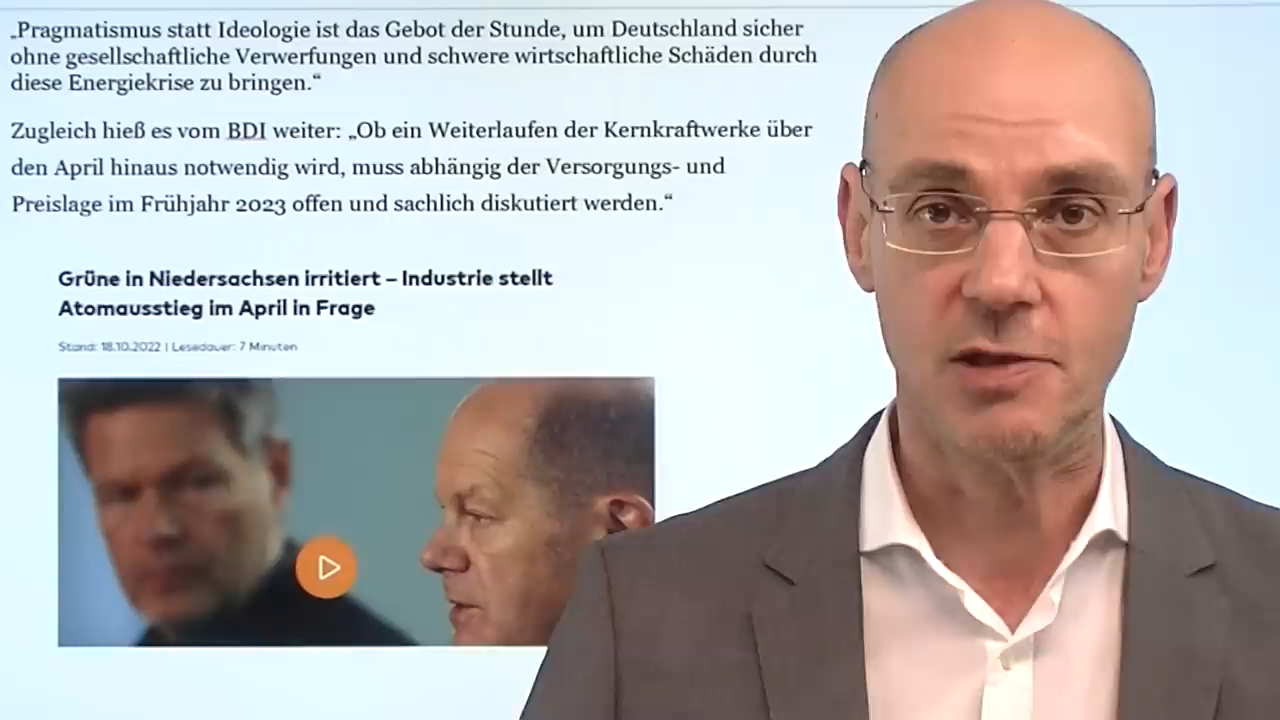 „Pragmatismus statt Ideologie ist das Gebot der Stunde, um Deutschland sicher
ohne gesellschaftliche Verwerfungen und schwere wirtschaftliche Schäden durch
diese Energiekrise zu bringen.“
Zugleich hieß es vom BDI weiter: „Ob ein Weiterlaufen der Kernkraftwerke über
den April hinaus notwendig wird, muss abhängig der Versorgungs- und
Preislage im Frühjahr 2023 offen und sachlich diskutiert werden.“
Grüne in Niedersachsen irritiert – Industrie stellt
Atomausstieg im April in Frage
Stand: 18.10.2022 | Lesedauer: 7 Minuten